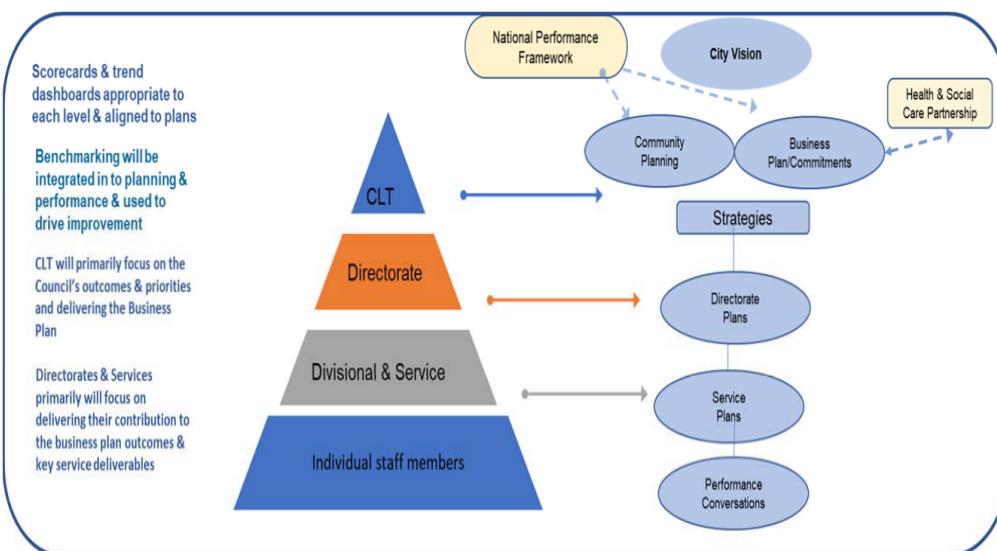 Scorecards & trend
dashboards appropriate to
each level & aligned to plans
Benchmarking will be
integrated in to planning &
performance & used to
drive improvement
CLT will primarily focus on the
Council's outcomes & priorities
and delivering the Business
Plan
Directorates & Services
primarily will focus on
delivering their contribution to
the business plan outcomes &
key service deliverables
CLT
Directorate
Divisional & Service
Individual staff members
National Performance
Framework
City Vision
Health & Social
Care Partnership
Community
Planning
Business
Plan/Commitments
Strategies
Directorate
Plans
Service
Plans
Performance
Conversations